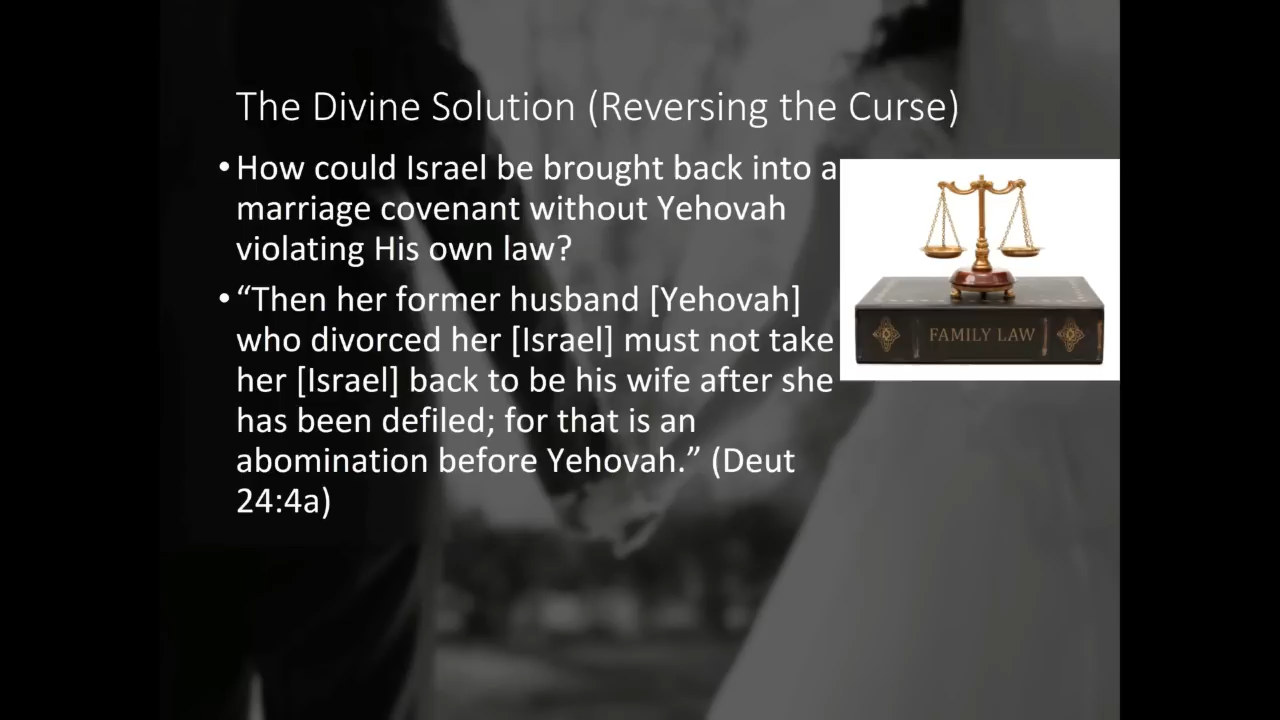 The Divine Solution (Reversing the Curse)
• How could Israel be brought back into a
marriage covenant without Yehovah
violating His own law?
• “Then her former husband [Yehovah]
who divorced her [Israel] must not take
her [Israel] back to be his wife after she
has been defiled; for that is an
abomination before Yehovah.” (Deut
24:4a)
FAMILY LAW